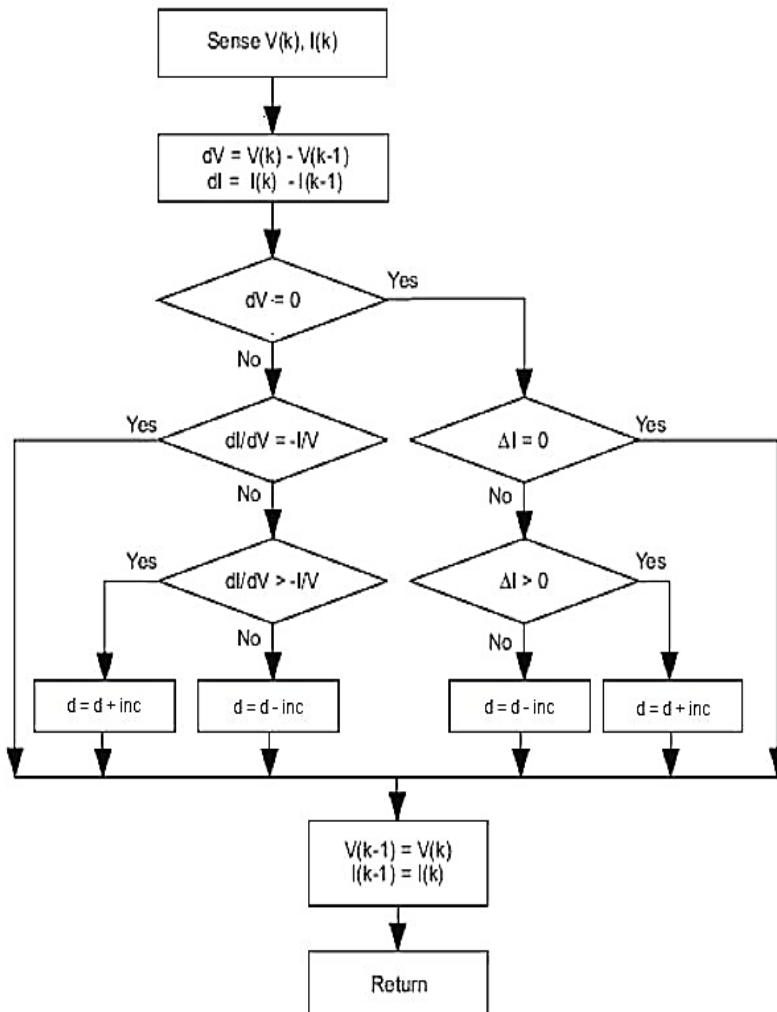 Sense V(k), I(k)
dV = V(k) - V(k-1)
dI = I(k) - I(k-1)
dV = 0
Yes
No
dI/dV = -I/V
Yes
No
ΔI = 0
Yes
No
dI/dV > -I/V
Yes
No
ΔI > 0
Yes
No
d = d + inc
d = d - inc
d = d - inc
d = d + inc
V(k-1) = V(k)
I(k-1) = I(k)
Return